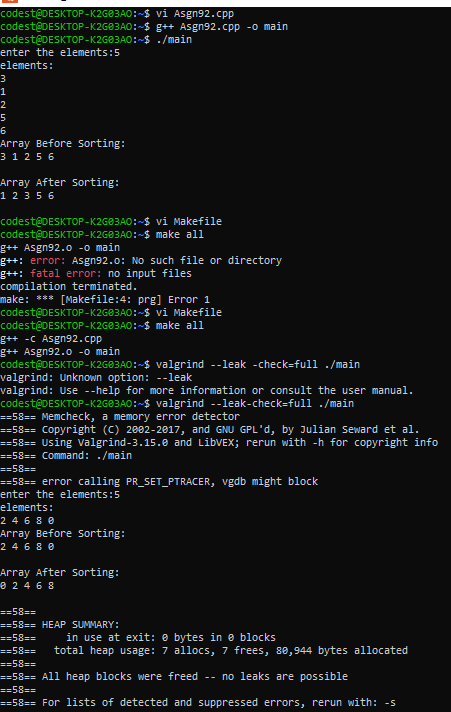 codest@DESKTOP-K2G03AO:~$ vi Asgn92.cpp
codest@DESKTOP-K2G03AO:~$ g++ Asgn92.cpp -o main
codest@DESKTOP-K2G03AO:~$ ./main
enter the elements:5
elements:
3
1
2
5
6
Array Before Sorting:
3 1 2 5 6
Array After Sorting:
1 2 3 5 6
codest@DESKTOP-K2G03AO:~$ vi Makefile
codest@DESKTOP-K2G03AO:~$ make all
g++ Asgn92.o -o main
g++: error: Asgn92.o: No such file or directory
g++: fatal error: no input files
compilation terminated.
make: *** [Makefile:4: prg] Error 1
codest@DESKTOP-K2G03AO:~$ vi Makefile
codest@DESKTOP-K2G03AO:~$ make all
g++ -c Asgn92.cpp
g++ Asgn92.o -o main
codest@DESKTOP-K2G03AO:~$ valgrind --leak -check=full ./main
valgrind: Unknown option: --leak
valgrind: Use --help for more information or consult the user manual.
codest@DESKTOP-K2G03AO:~$ valgrind --leak-check=full ./main
==58== Memcheck, a memory error detector
==58== Copyright (C) 2002-2017, and GNU GPL'd, by Julian Seward et al.
==58== Using Valgrind-3.15.0 and LibVEX; rerun with -h for copyright info
==58== Command: ./main
==58==
==58== error calling PR_SET_PTRACER, vgdb might block
enter the elements:5
elements:
2 4 6 8 0
Array Before Sorting:
2 4 6 8 0
Array After Sorting:
0 2 4 6 8
==58==
==58== HEAP SUMMARY:
==58==     in use at exit: 0 bytes in 0 blocks
==58==   total heap usage: 7 allocs, 7 frees, 80,944 bytes allocated
==58==
==58== All heap blocks were freed -- no leaks are possible
==58==
==58== For lists of detected and suppressed errors, rerun with: -s